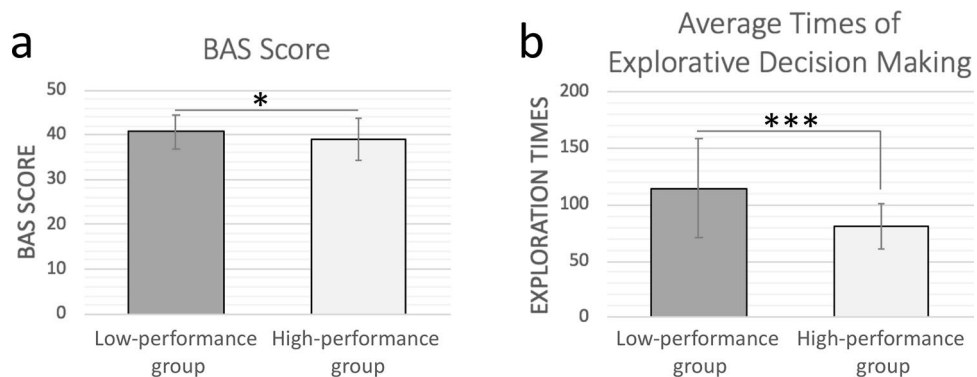 a
BAS Score
50
40
30
20
10
0
BAS SCORE
*
Low-performance
group
High-performance
group
b
Average Times of
Explorative Decision Making
200
150
100
50
0
EXPLORATION TIMES
***
Low-performance
group
High-performance
group